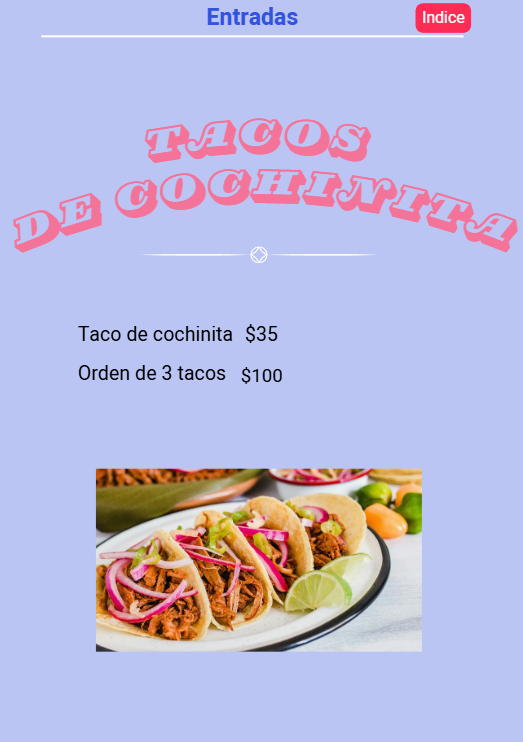 Entradas
Indice
TACOS
DE COCHINITA
Taco de cochinita $35
Orden de 3 tacos $100